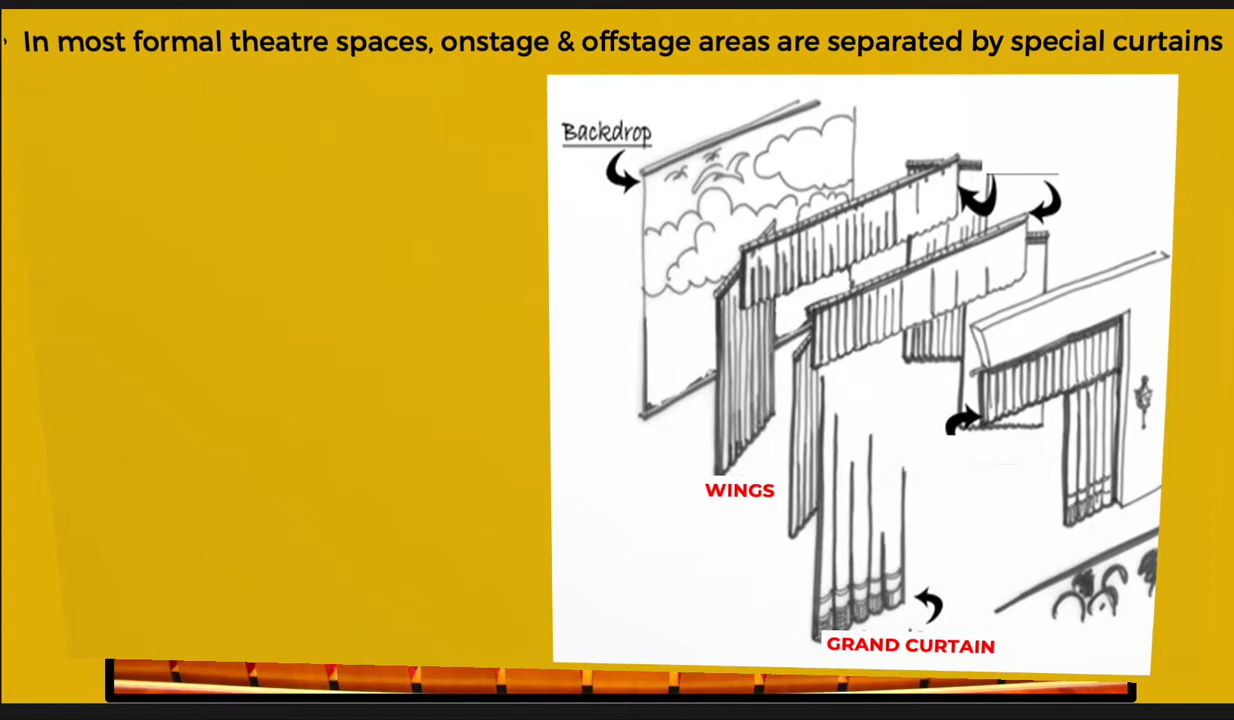 In most formal theatre spaces, onstage & offstage areas are separated by special curtains
Backdrop
WINGS
GRAND CURTAIN